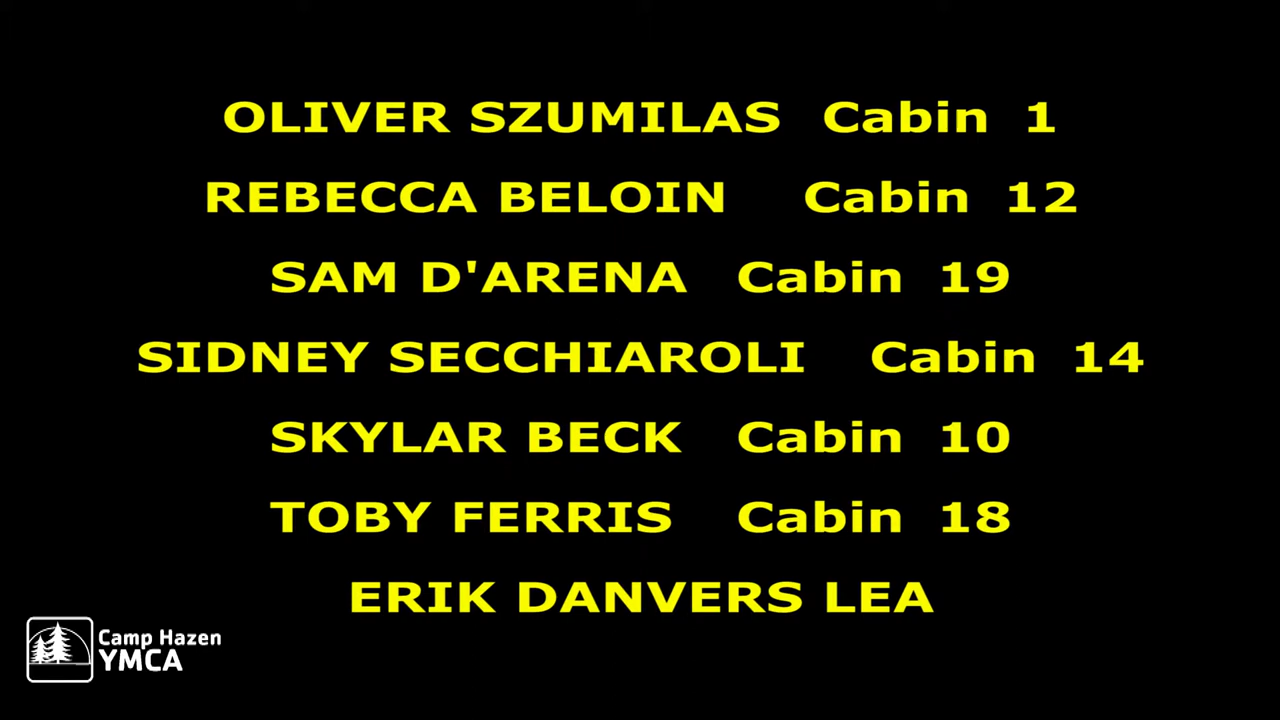 OLIVER SZUMILAS Cabin 1
REBECCA BELOIN Cabin 12
SAM D'ARENA Cabin 19
SIDNEY SECCHIAROLI Cabin 14
SKYLAR BECK Cabin 10
TOBY FERRIS Cabin 18
ERIK DANVERS LEA
Camp Hazen
YMCA